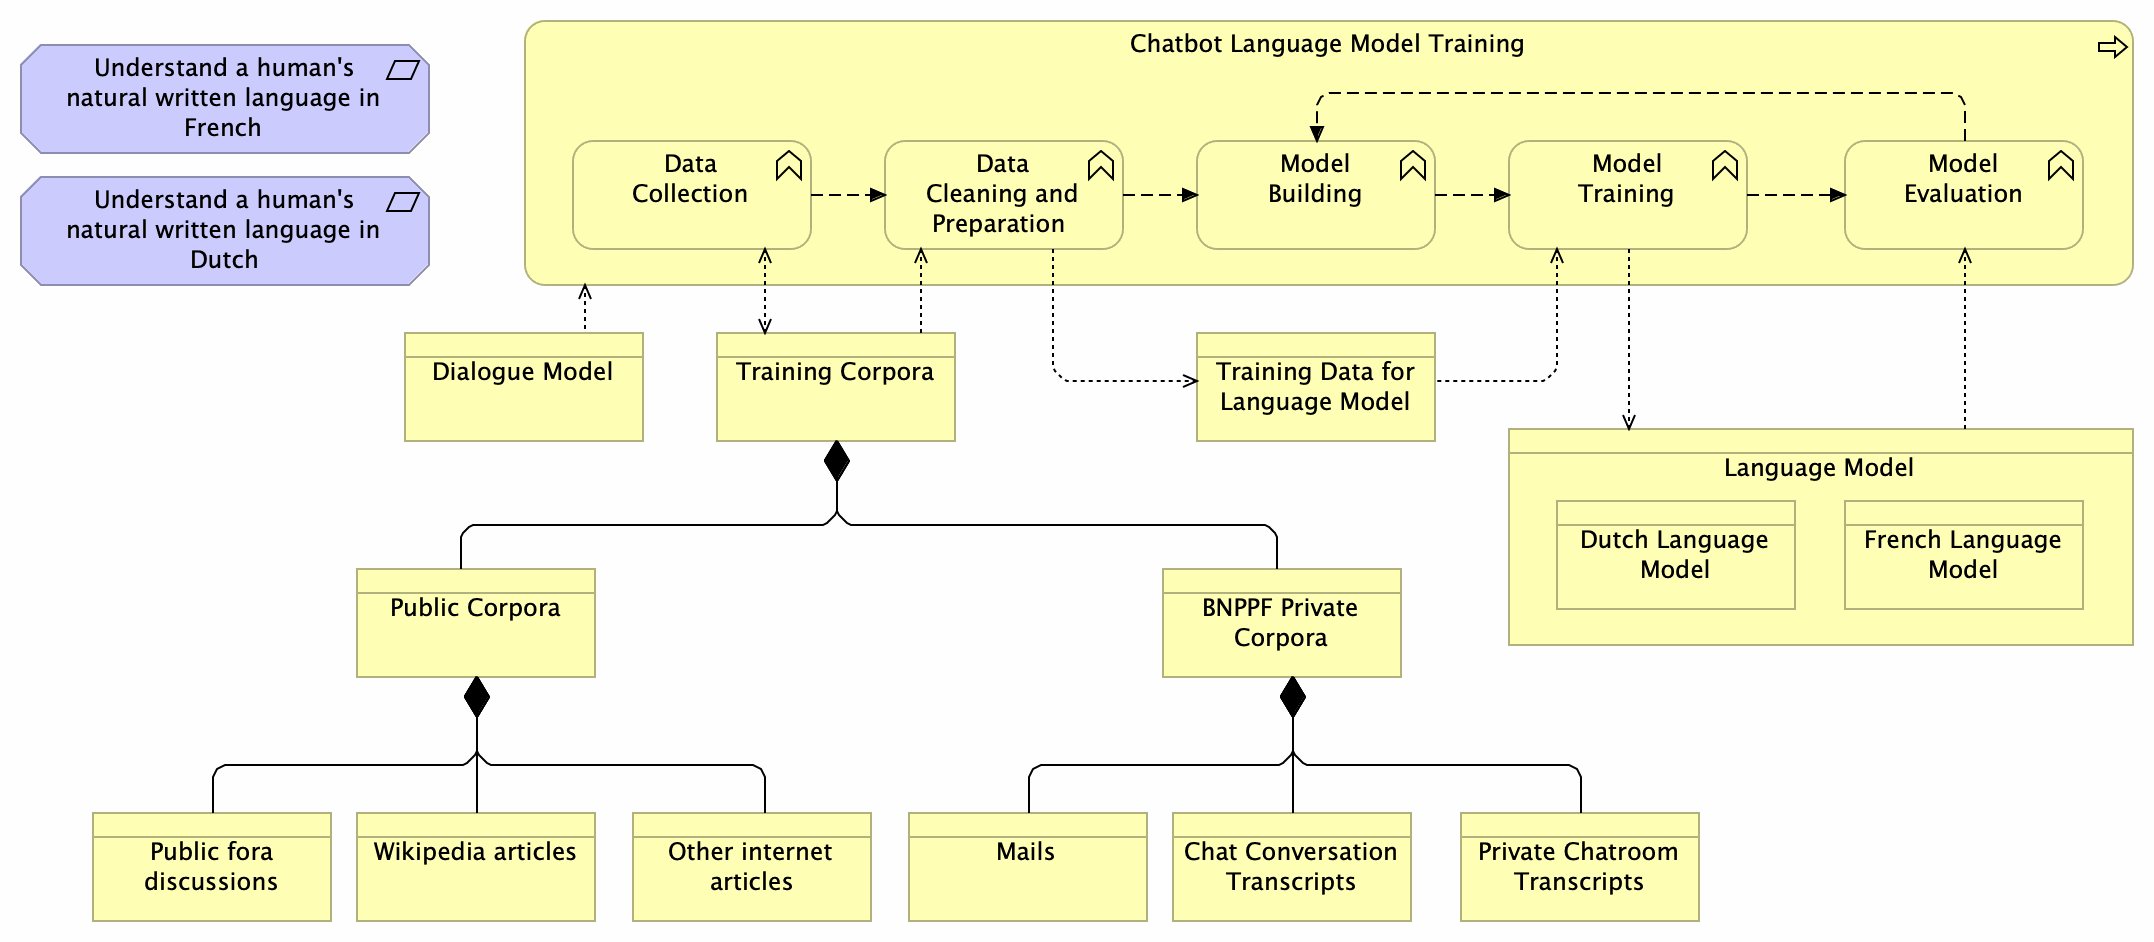 Understand a human's
natural written language in
French
Understand a human's
natural written language in
Dutch
Chatbot Language Model Training
Data
Collection
Data
Cleaning and
Preparation
Model
Building
Model
Training
Model
Evaluation
Dialogue Model
Training Corpora
Training Data for
Language Model
Language Model
Dutch Language
Model
French Language
Model
Public Corpora
BNPPF Private
Corpora
Public fora
discussions
Wikipedia articles
Other internet
articles
Mails
Chat Conversation
Transcripts
Private Chatroom
Transcripts